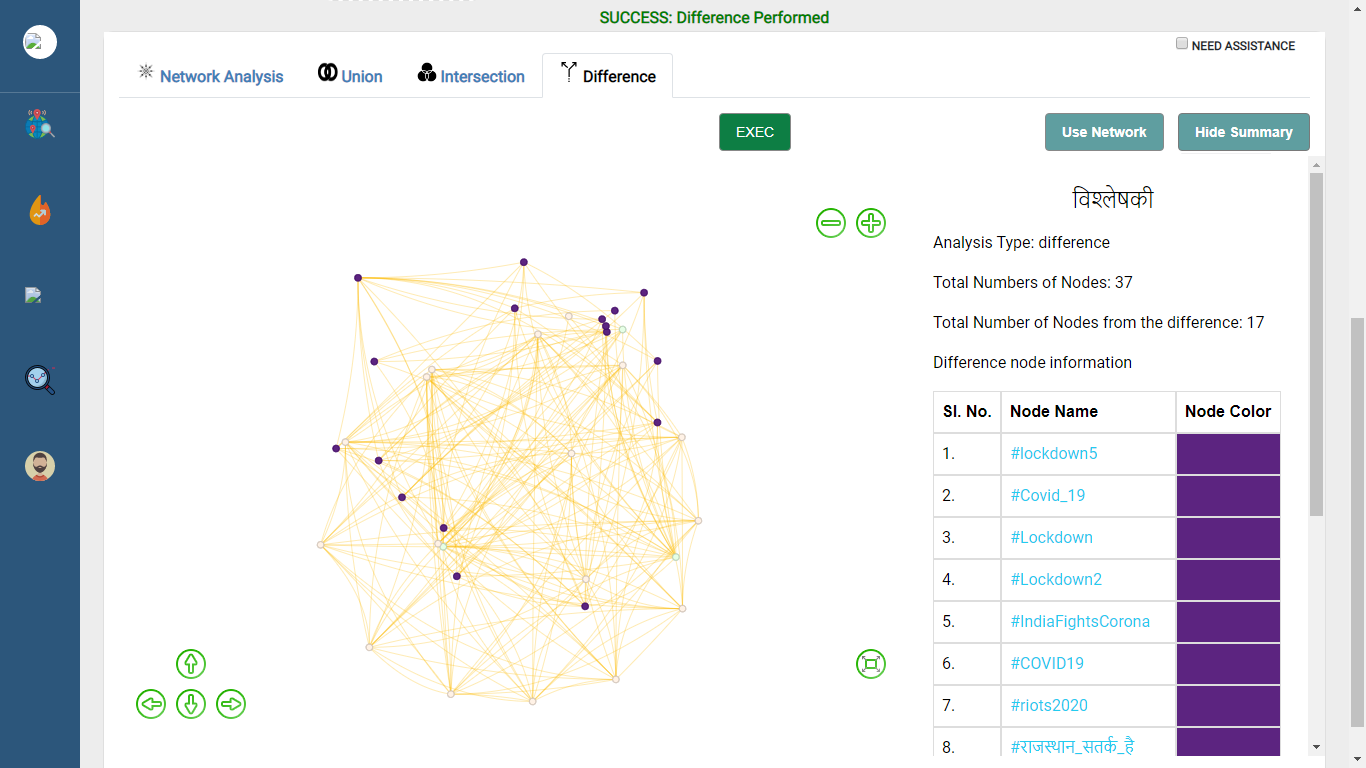 SUCCESS: Difference Performed
NEED ASSISTANCE
Network Analysis Union Intersection Difference
EXEC Use Network Hide Summary
विश्लेषकी
Analysis Type: difference
Total Numbers of Nodes: 37
Total Number of Nodes from the difference: 17
Difference node information
Sl. No. Node Name Node Color
1. #lockdown5
2. #Covid_19
3. #Lockdown
4. #Lockdown2
5. #IndiaFightsCorona
6. #COVID19
7. #riots2020
8. #राजस्थान_सतर्क_है